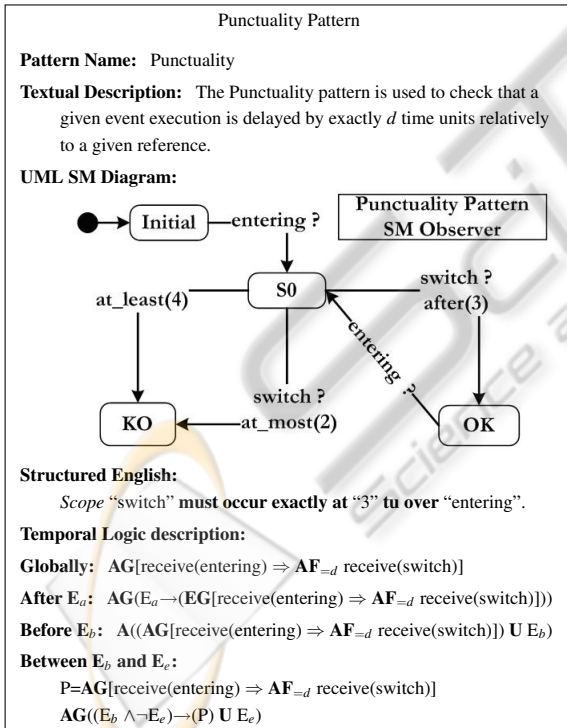 Punctuality Pattern
Pattern Name: Punctuality
Textual Description: The Punctuality pattern is used to check that a
given event execution is delayed by exactly d time units relatively
to a given reference.
UML SM Diagram:
Initial
entering ?
Punctuality Pattern
SM Observer
S0
at_least(4)
switch ?
after(3)
entering ?
switch ?
at_most(2)
KO
OK
Structured English:
Scope “switch” must occur exactly at “3” tu over “entering”.
Temporal Logic description:
Globally: AG[receive(entering) ⇒ AF=d receive(switch)]
After Ea: AG(Ea→(EG[receive(entering) ⇒ AF=d receive(switch)]))
Before Eb: A((AG[receive(entering) ⇒ AF=d receive(switch)]) U Eb)
Between Eb and Ee:
P=AG[receive(entering) ⇒ AF=d receive(switch)]
AG((Eb ∧¬Ee)→(P) U Ee)